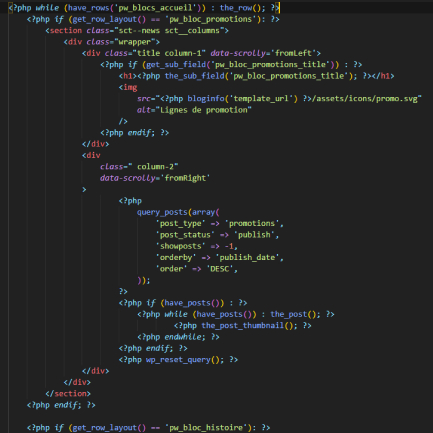 <?php while (have_rows('pw_blocs_accueil')) : the_row(); ?>
<?php if (get_row_layout() == 'pw_bloc_promotions'): ?>
<section class="sct--news sct__columns">
<div class="wrapper">
<div class="title column-1" data-scrolly='fromLeft'>
<?php if (get_sub_field('pw_bloc_promotions_title')) : ?>
<h1><?php the_sub_field('pw_bloc_promotions_title'); ?></h1>
<img
src="<?php bloginfo('template_url') ?>/assets/icons/promo.svg"
alt="Lignes de promotion"
/>
<?php endif; ?>
</div>
<div
class=" column-2"
data-scrolly='fromRight'
>
<?php
query_posts(array(
'post_type' => 'promotions',
'post_status' => 'publish',
'showposts' => -1,
'orderby' => 'publish_date',
'order' => 'DESC',
));
?>
<?php if (have_posts()) : ?>
<?php while (have_posts()) : the_post(); ?>
<?php the_post_thumbnail(); ?>
<?php endwhile; ?>
<?php endif; ?>
<?php wp_reset_query(); ?>
</div>
</div>
</section>
<?php endif; ?>
<?php if (get_row_layout() == 'pw_bloc_histoire'): ?>